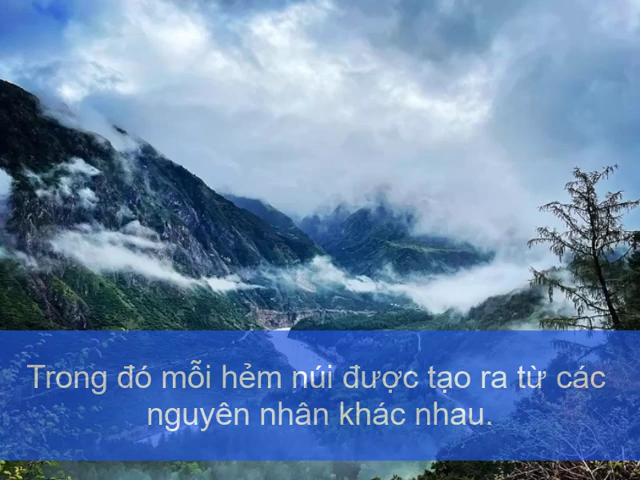 Trong đó mỗi hẻm núi được tạo ra từ các
nguyên nhân khác nhau.